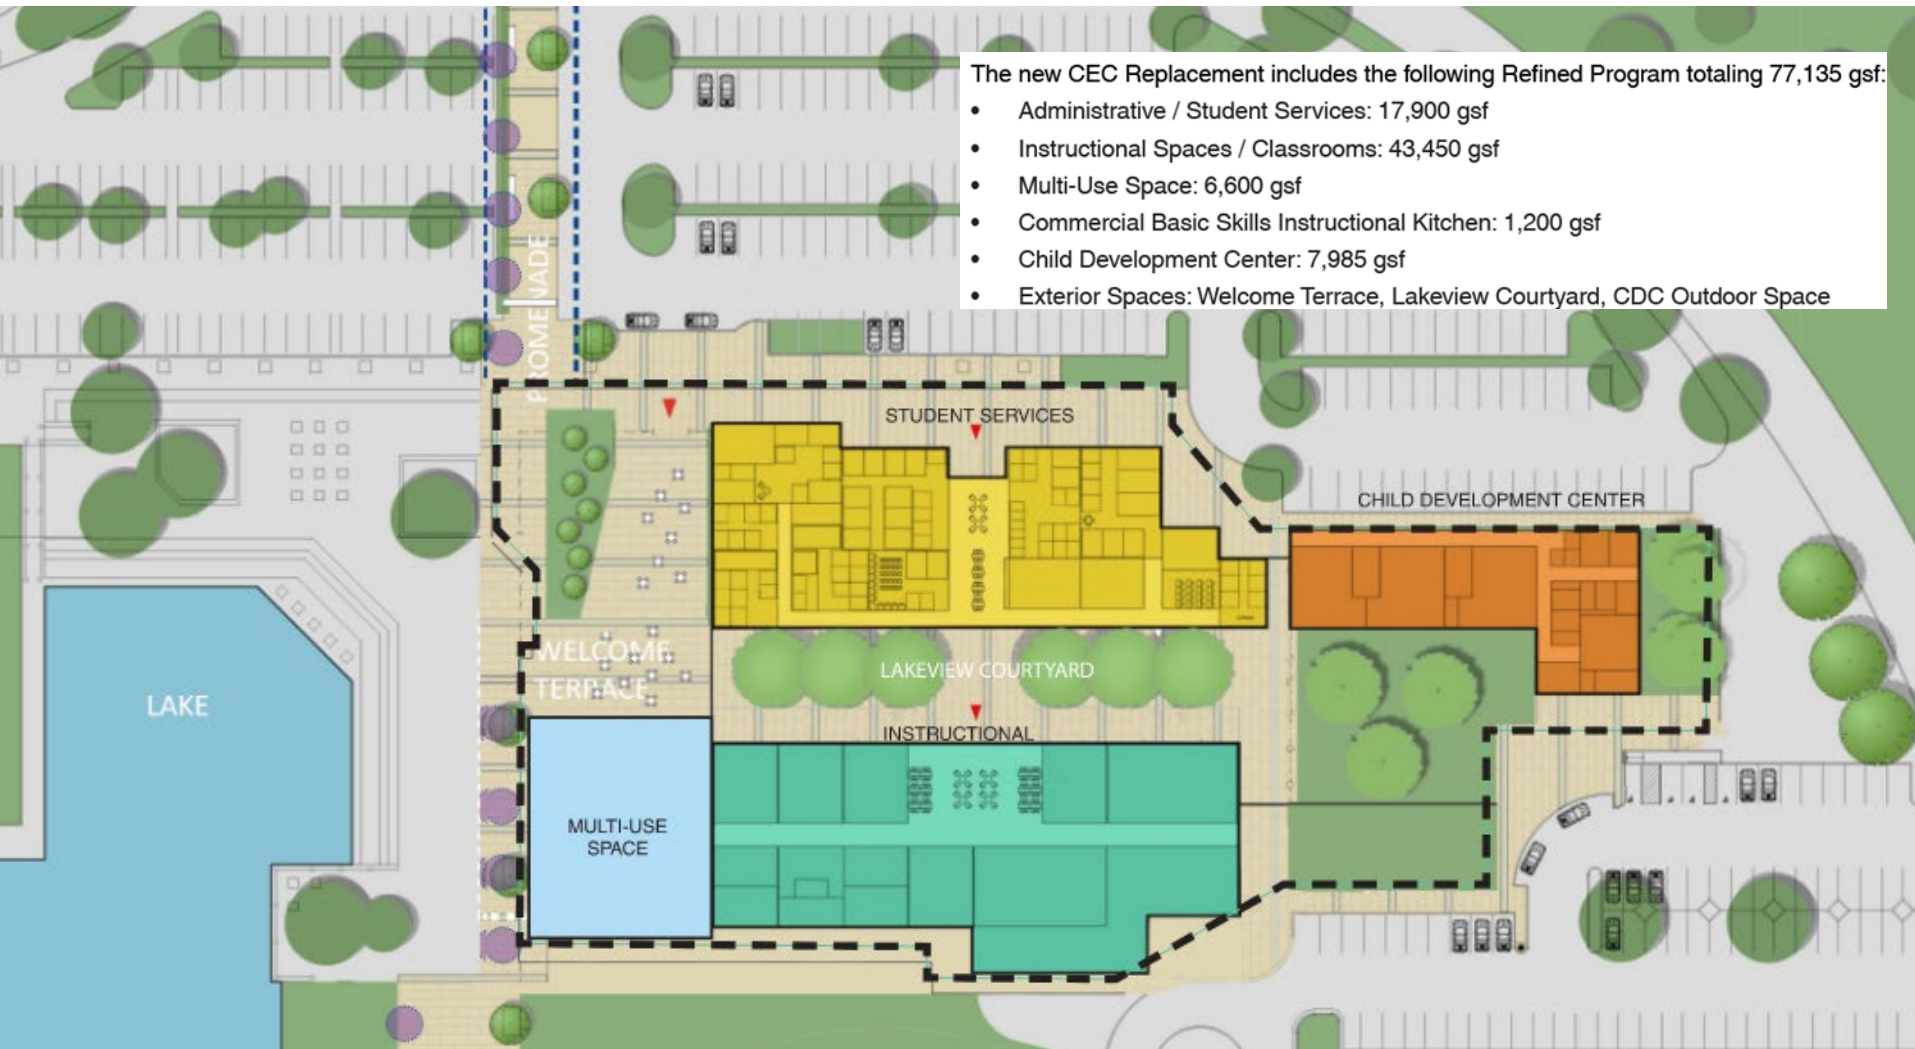 The new CEC Replacement includes the following Refined Program totaling 77,135 gsf:
• Administrative / Student Services: 17,900 gsf
• Instructional Spaces / Classrooms: 43,450 gsf
• Multi-Use Space: 6,600 gsf
• Commercial Basic Skills Instructional Kitchen: 1,200 gsf
• Child Development Center: 7,985 gsf
• Exterior Spaces: Welcome Terrace, Lakeview Courtyard, CDC Outdoor Space
PROMENADE
STUDENT SERVICES
CHILD DEVELOPMENT CENTER
WELCOME
TERRACE
LAKEVIEW COURTYARD
LAKE
INSTRUCTIONAL
MULTI-USE
SPACE